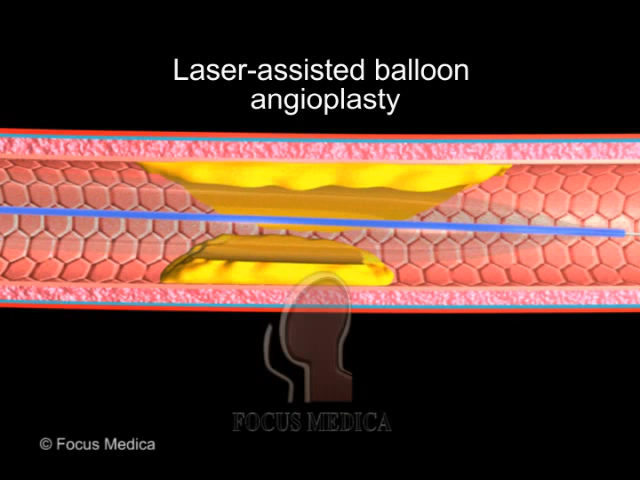 Laser-assisted balloon
angioplasty
FOCUS MEDICA
© Focus Medica